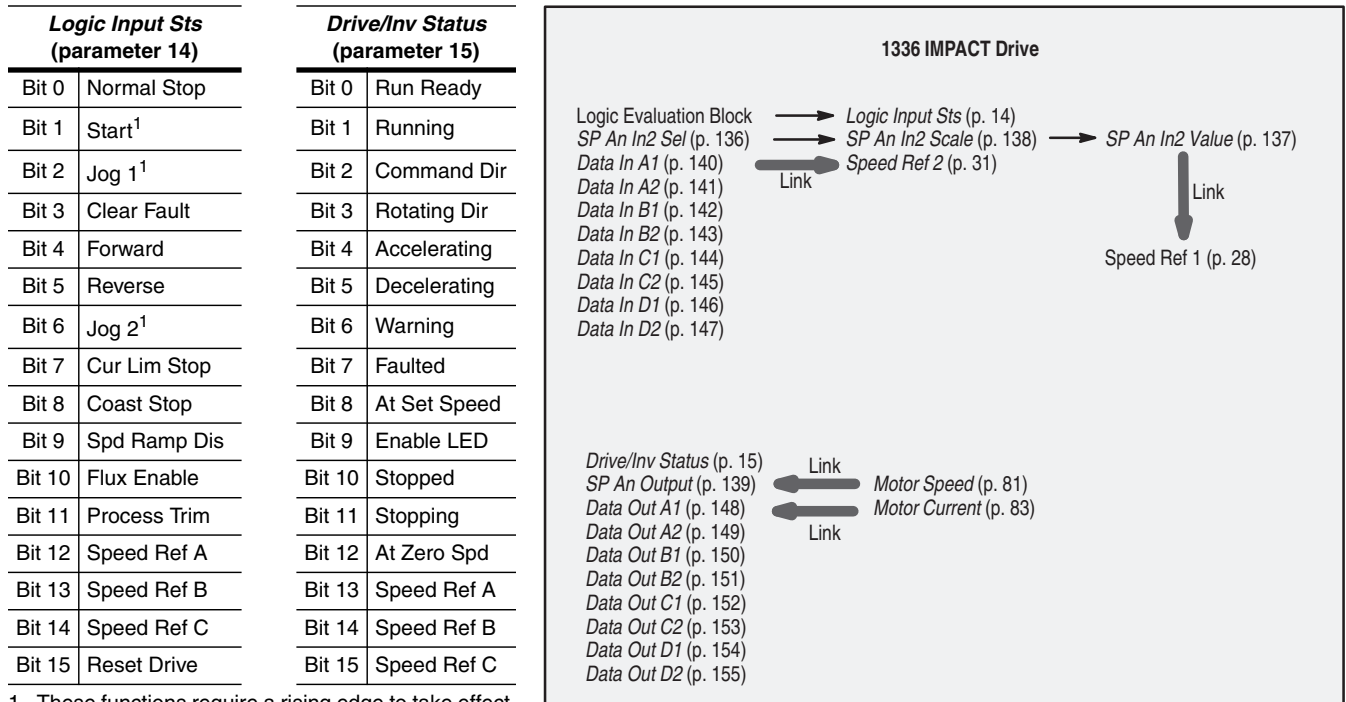 Logic Input Sts
(parameter 14)
Bit 0 Normal Stop
Bit 1 Start1
Bit 2 Jog 11
Bit 3 Clear Fault
Bit 4 Forward
Bit 5 Reverse
Bit 6 Jog 21
Bit 7 Cur Lim Stop
Bit 8 Coast Stop
Bit 9 Spd Ramp Dis
Bit 10 Flux Enable
Bit 11 Process Trim
Bit 12 Speed Ref A
Bit 13 Speed Ref B
Bit 14 Speed Ref C
Bit 15 Reset Drive
1 These functions require a rising edge to take effect
Drive/Inv Status
(parameter 15)
Bit 0 Run Ready
Bit 1 Running
Bit 2 Command Dir
Bit 3 Rotating Dir
Bit 4 Accelerating
Bit 5 Decelerating
Bit 6 Warning
Bit 7 Faulted
Bit 8 At Set Speed
Bit 9 Enable LED
Bit 10 Stopped
Bit 11 Stopping
Bit 12 At Zero Spd
Bit 13 Speed Ref A
Bit 14 Speed Ref B
Bit 15 Speed Ref C
1336 IMPACT Drive
Logic Evaluation Block Logic Input Sts (p. 14)
SP An In2 Sel (p. 136) SP An In2 Scale (p. 138) SP An In2 Value (p. 137)
Data In A1 (p. 140) Speed Ref 2 (p. 31)
Link
Data In A2 (p. 141)
Link
Data In B1 (p. 142)
Data In B2 (p. 143)
Data In C1 (p. 144) Speed Ref 1 (p. 28)
Data In C2 (p. 145)
Data In D1 (p. 146)
Data In D2 (p. 147)
Drive/Inv Status (p. 15) Link
SP An Output (p. 139) Motor Speed (p. 81)
Data Out A1 (p. 148) Motor Current (p. 83)
Data Out A2 (p. 149) Link
Data Out B1 (p. 150)
Data Out B2 (p. 151)
Data Out C1 (p. 152)
Data Out C2 (p. 153)
Data Out D1 (p. 154)
Data Out D2 (p. 155)